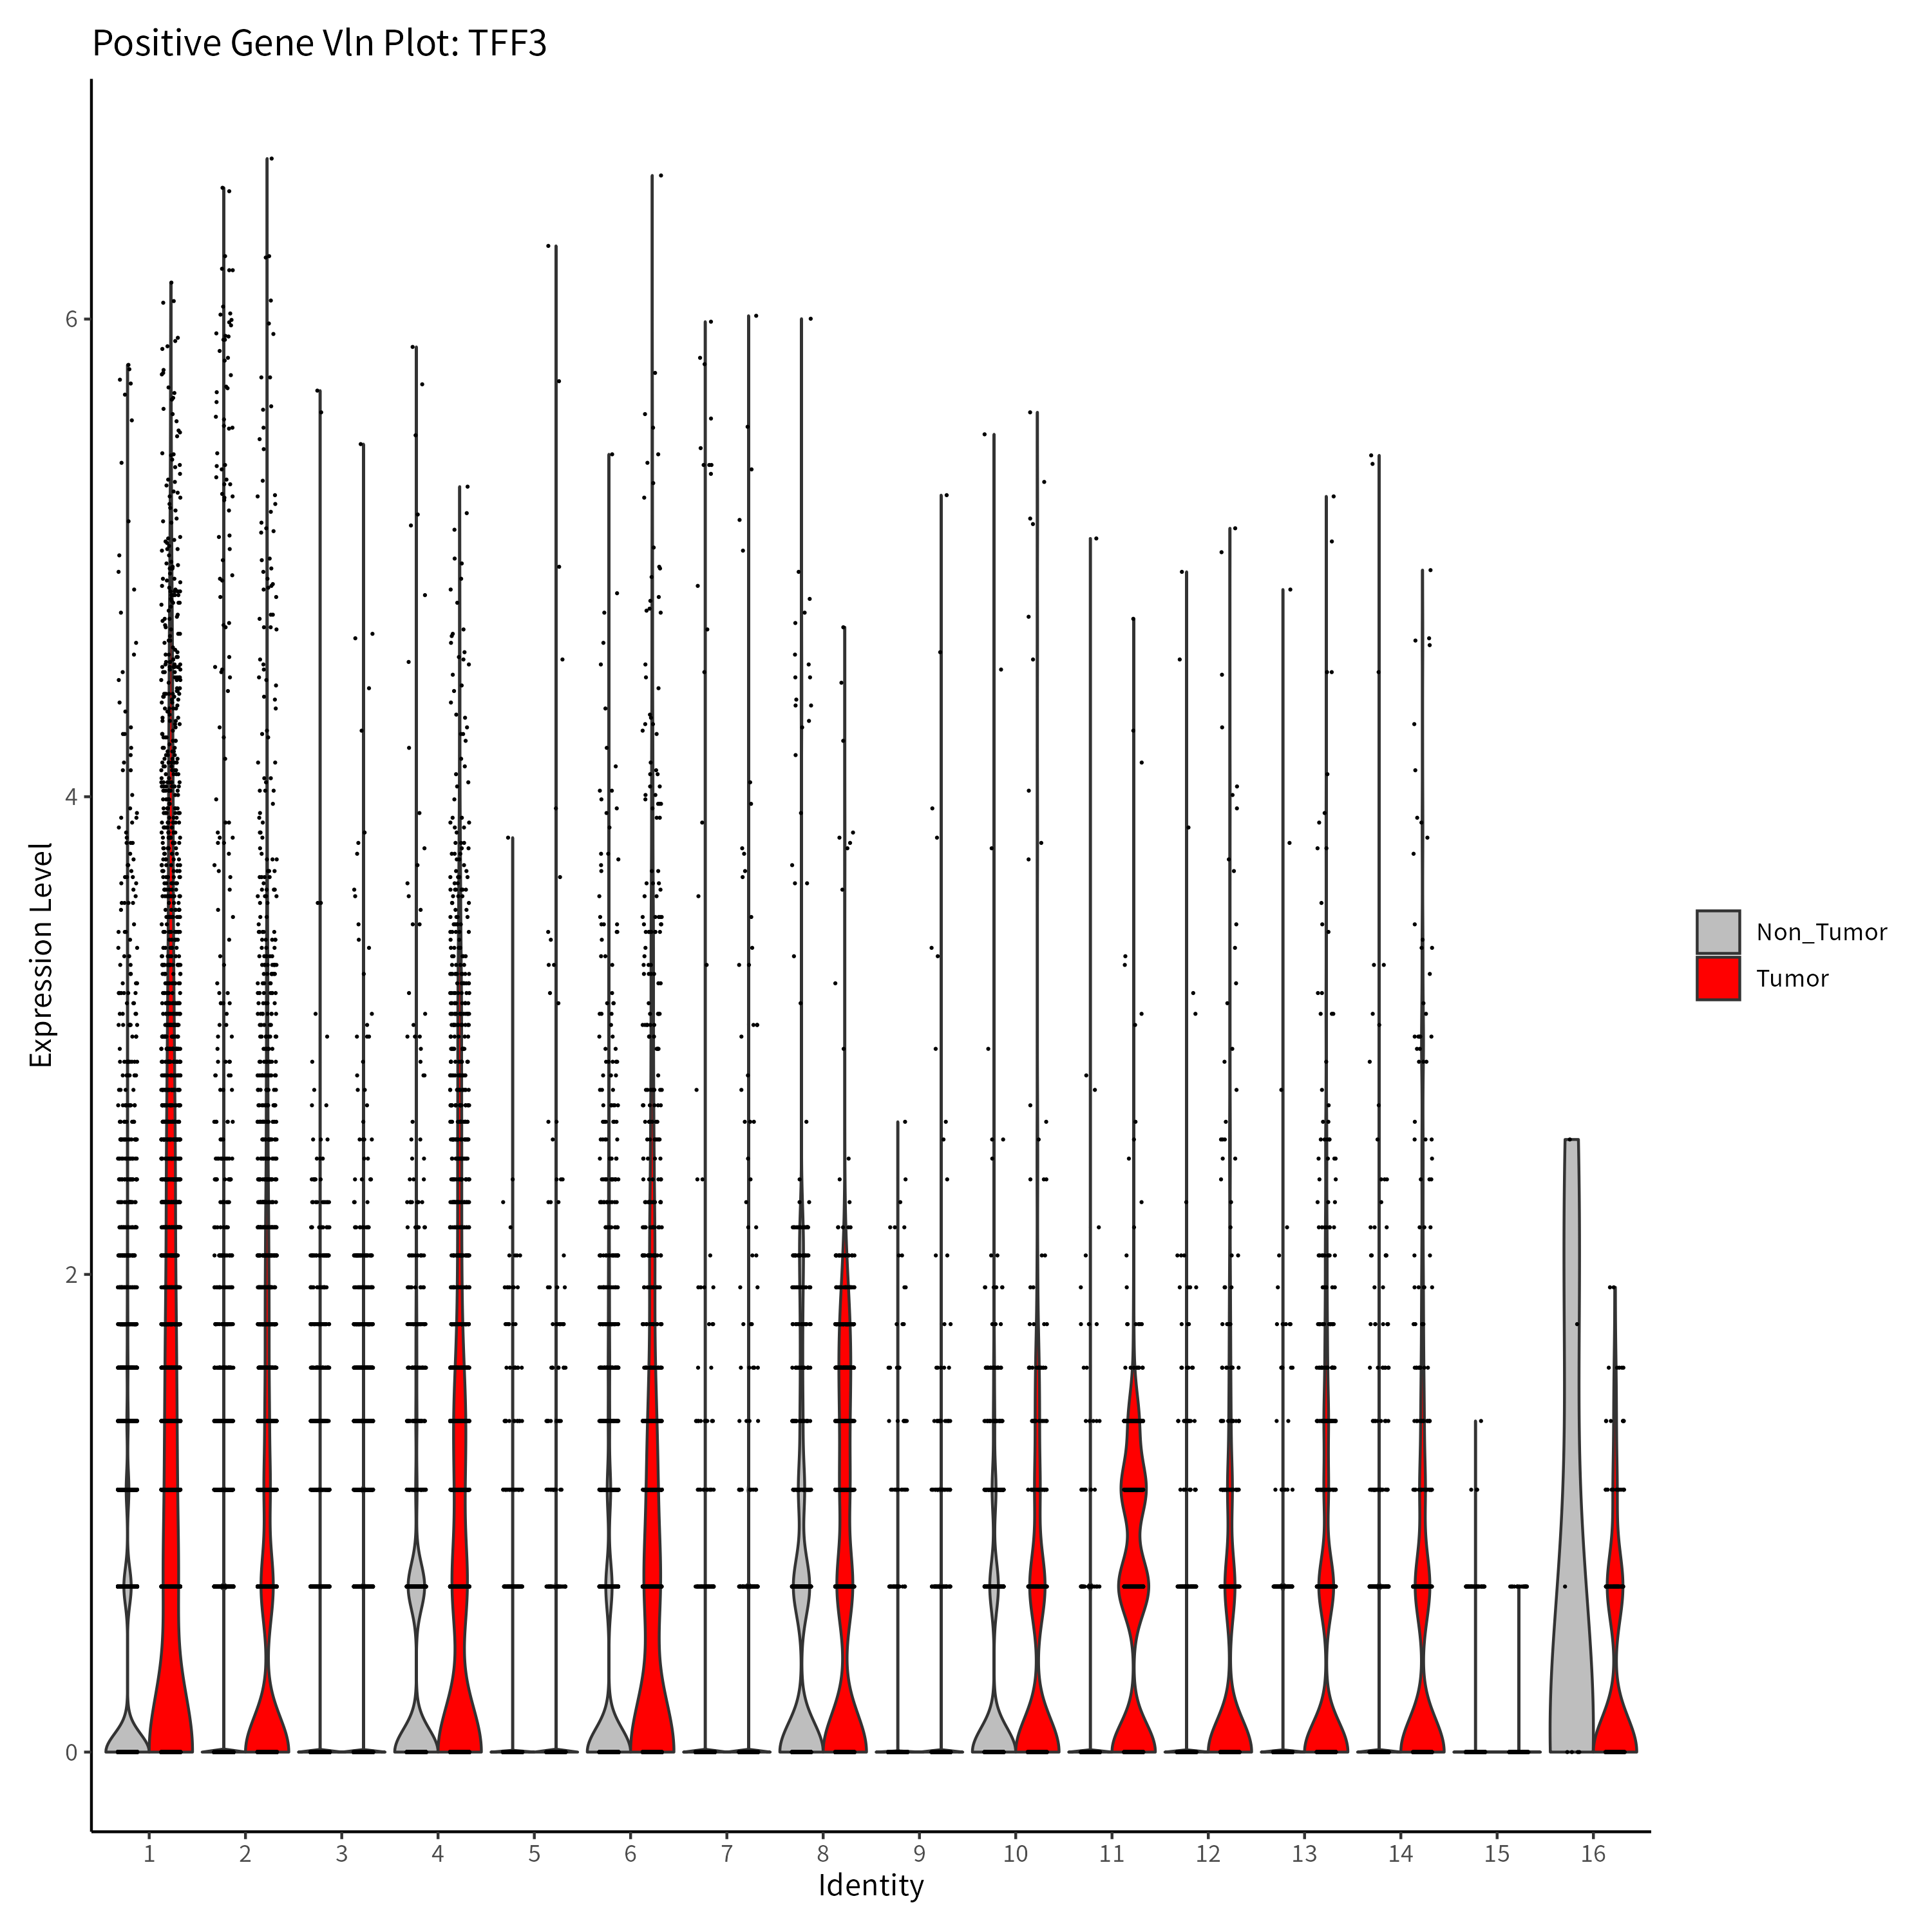 Positive Gene Vln Plot: TFF3
Expression Level
6
4
2
0
1 2 3 4 5 6 7 8 9 10 11 12 13 14 15 16
Identity
Non_Tumor
Tumor